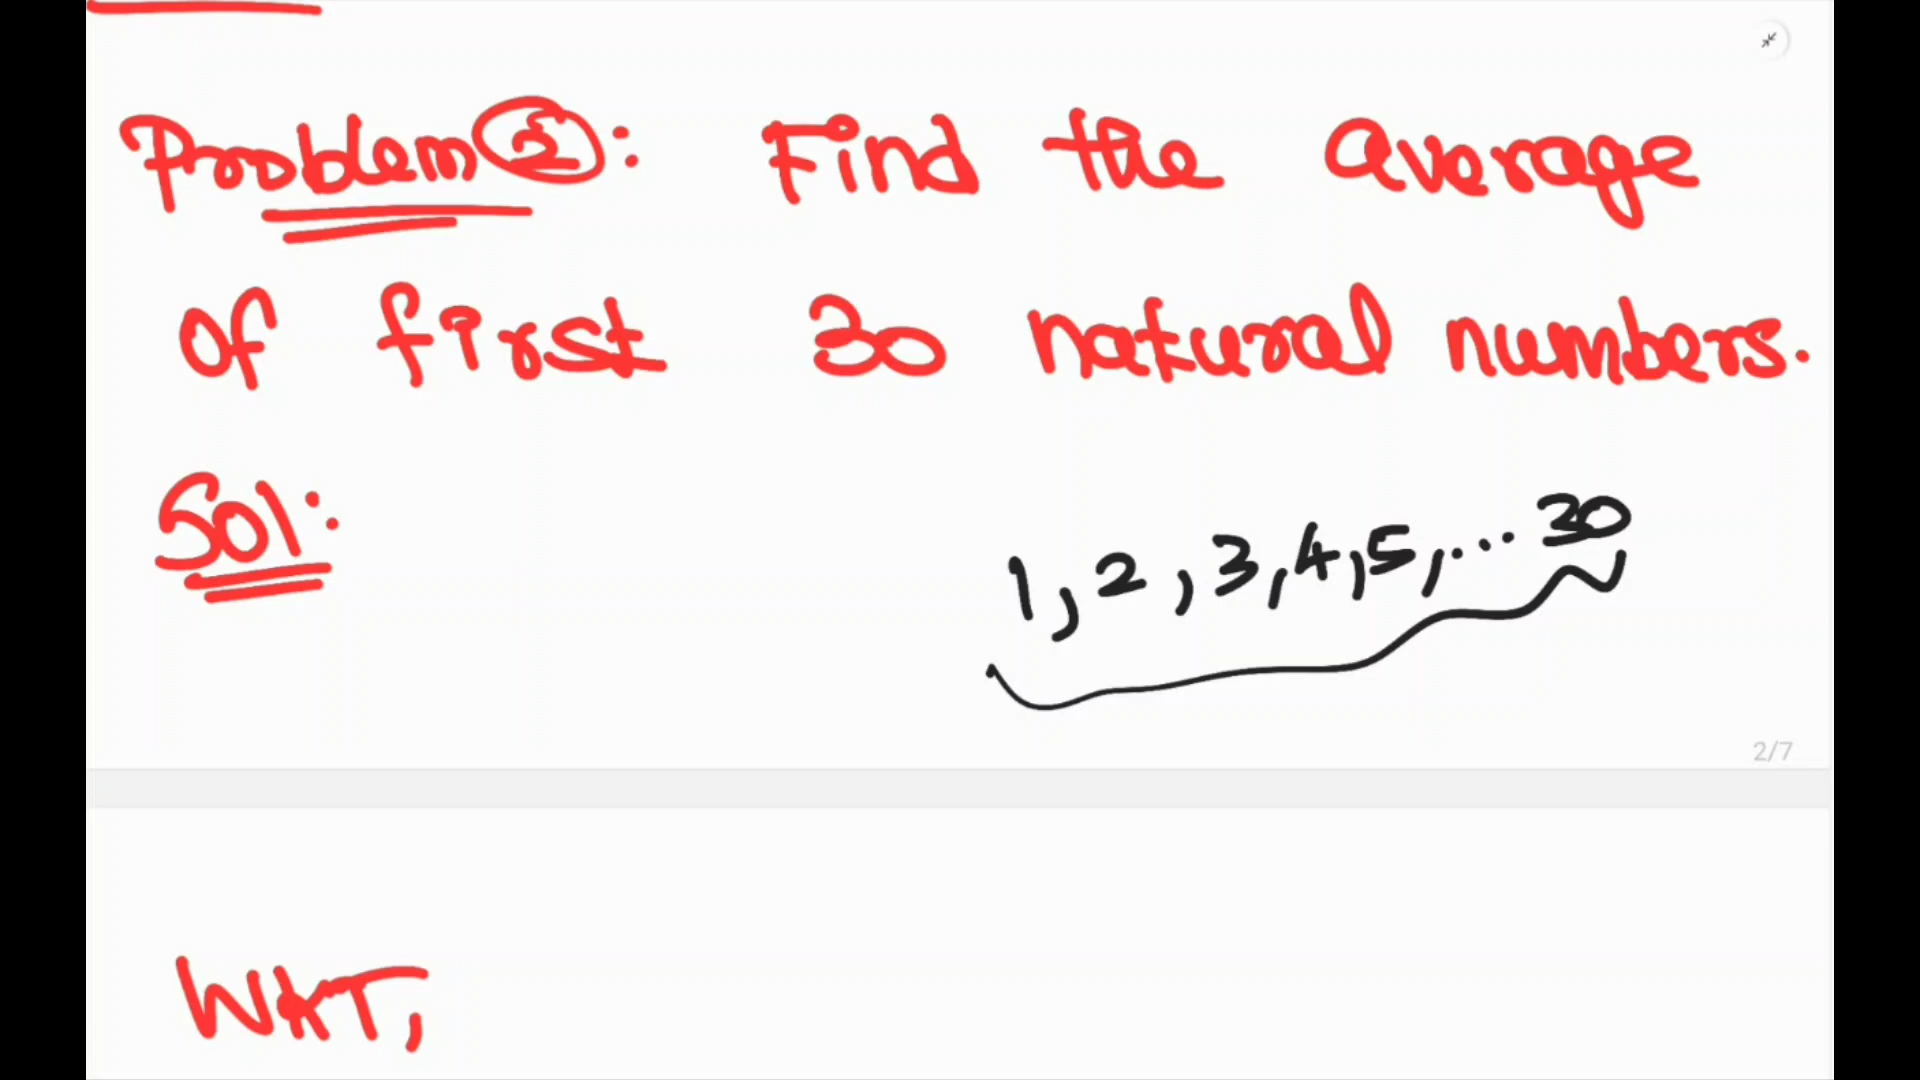 Problem②: Find the average
of first 30 natural numbers.
Sol:
1, 2, 3, 4, 5, ... 30
2/7
WKT,